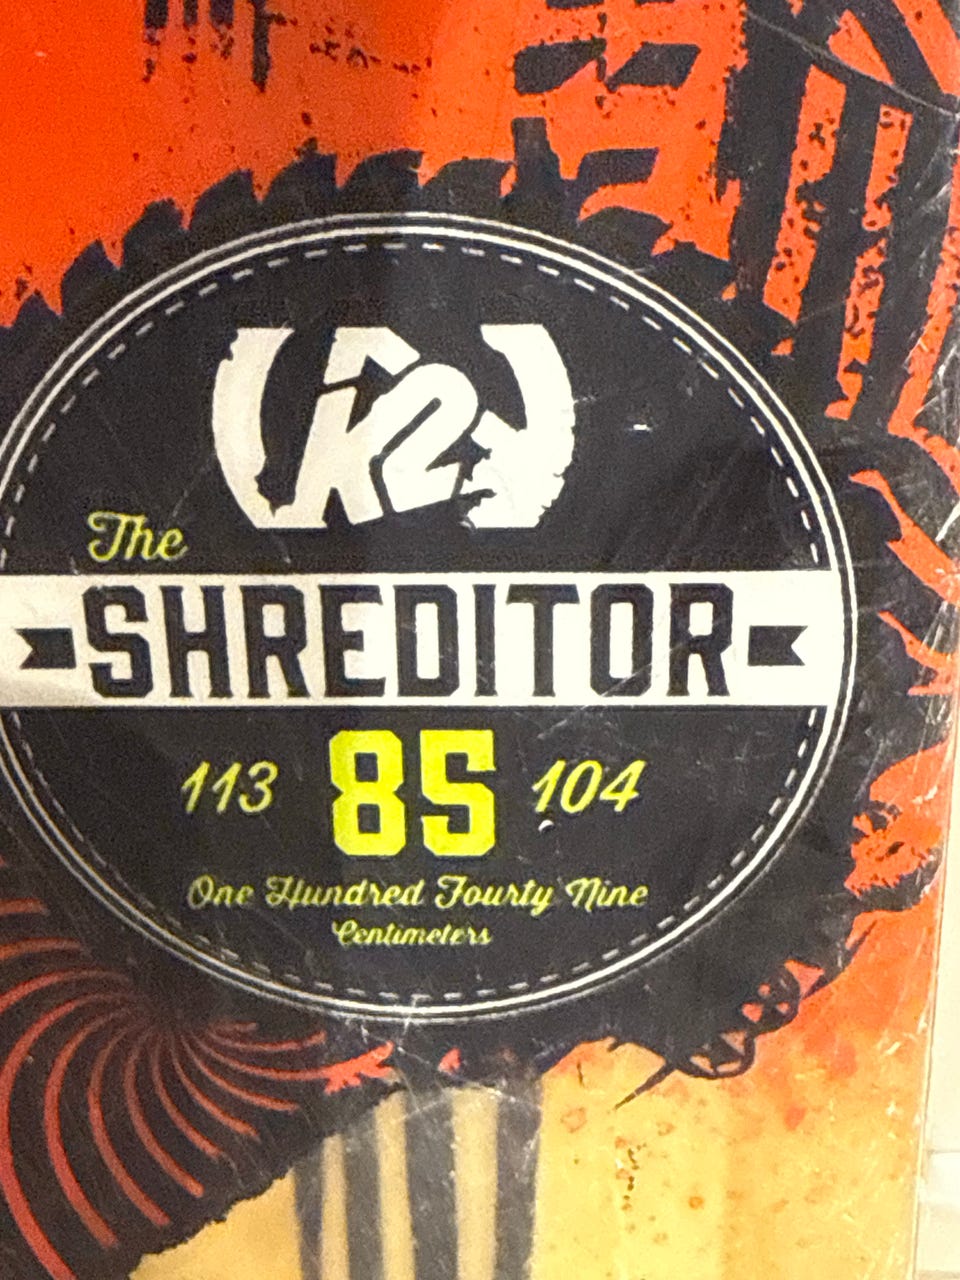 K2
The
SHREDITOR
113 85 104
One Hundred Fourty Nine
Centimeters